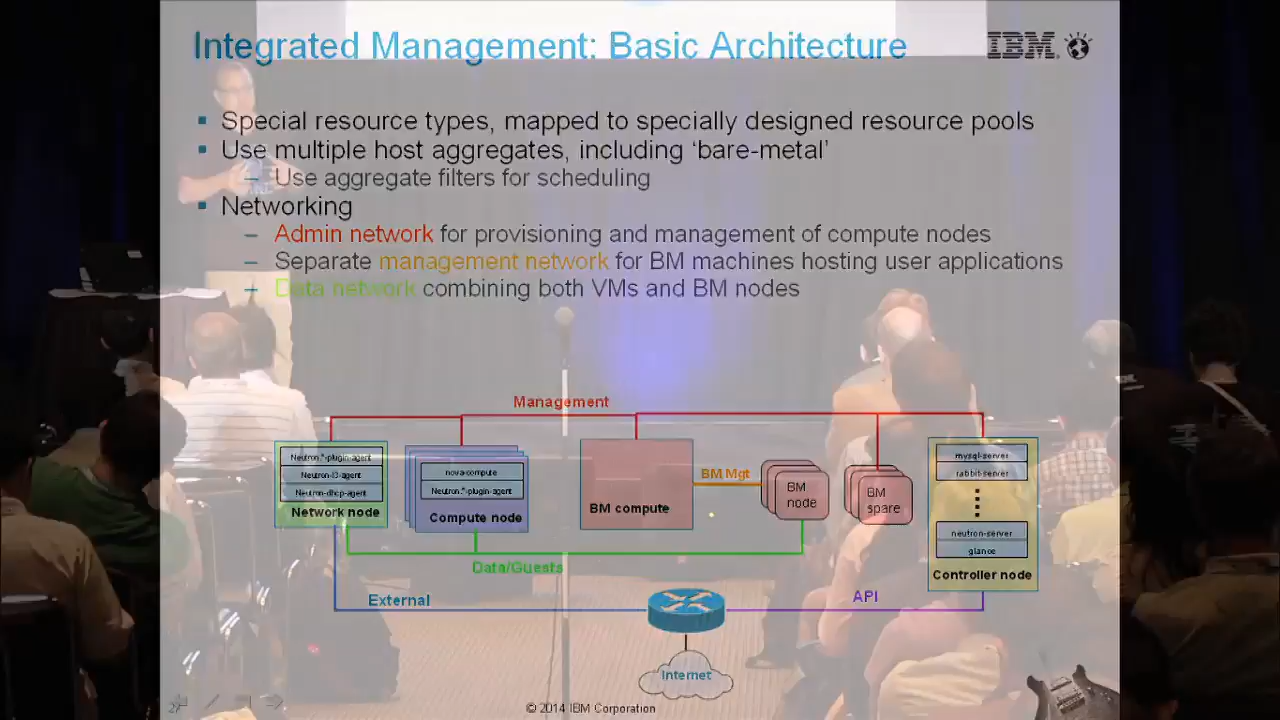 Integrated Management: Basic Architecture
IBM
Special resource types, mapped to specially designed resource pools
Use multiple host aggregates, including ‘bare-metal’
– Use aggregate filters for scheduling
Networking
– Admin network for provisioning and management of compute nodes
– Separate management network for BM machines hosting user applications
– Data network combining both VMs and BM nodes
Management
Neutron-*-plugin-agent
Neutron-l3-agent
Neutron-dhcp-agent
Network node
nova-compute
Neutron-*-plugin-agent
Compute node
BM compute
BM Mgt
BM
node
BM
spare
mysql-server
rabbit-server
neutron-server
glance
Controller node
Data/Guests
External
API
Internet
27
© 2014 IBM Corporation